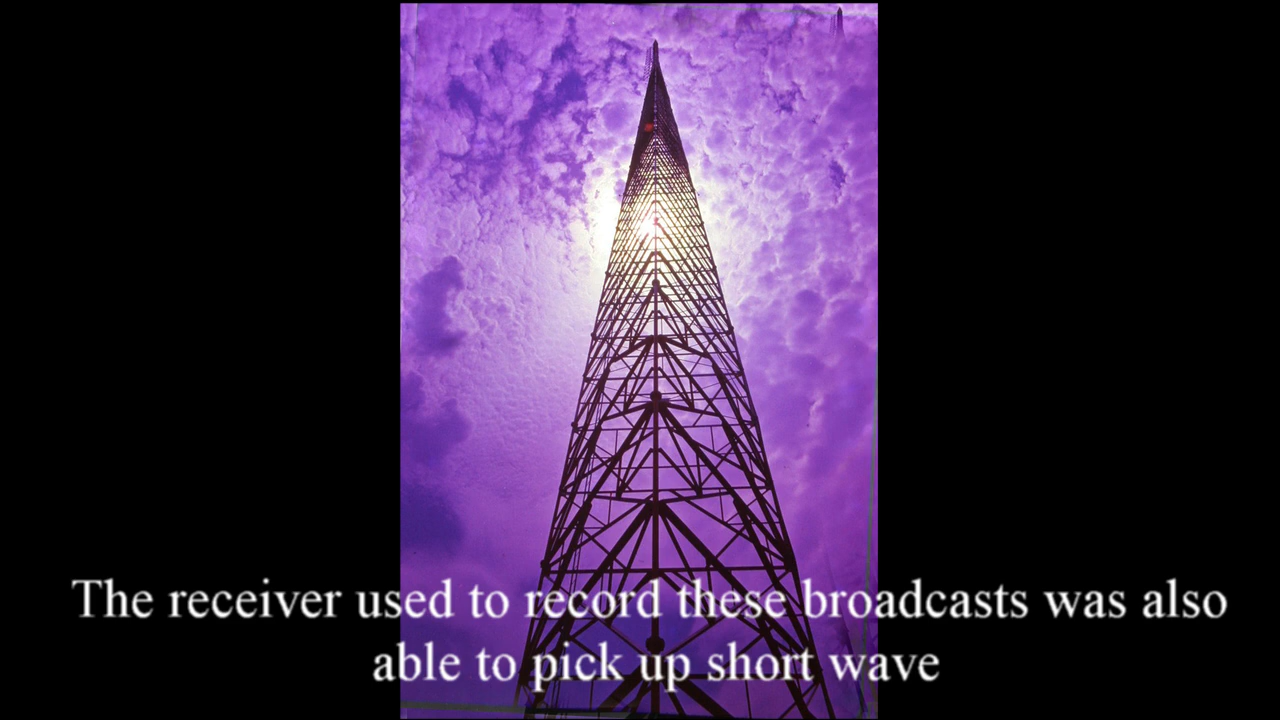 The receiver used to record these broadcasts was also
able to pick up short wave